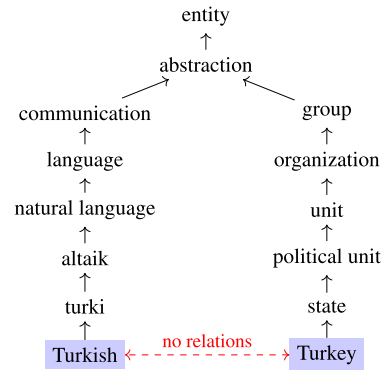 entity
abstraction
communication
group
language
organization
natural language
unit
altaik
political unit
turki
state
no relations
Turkish
Turkey